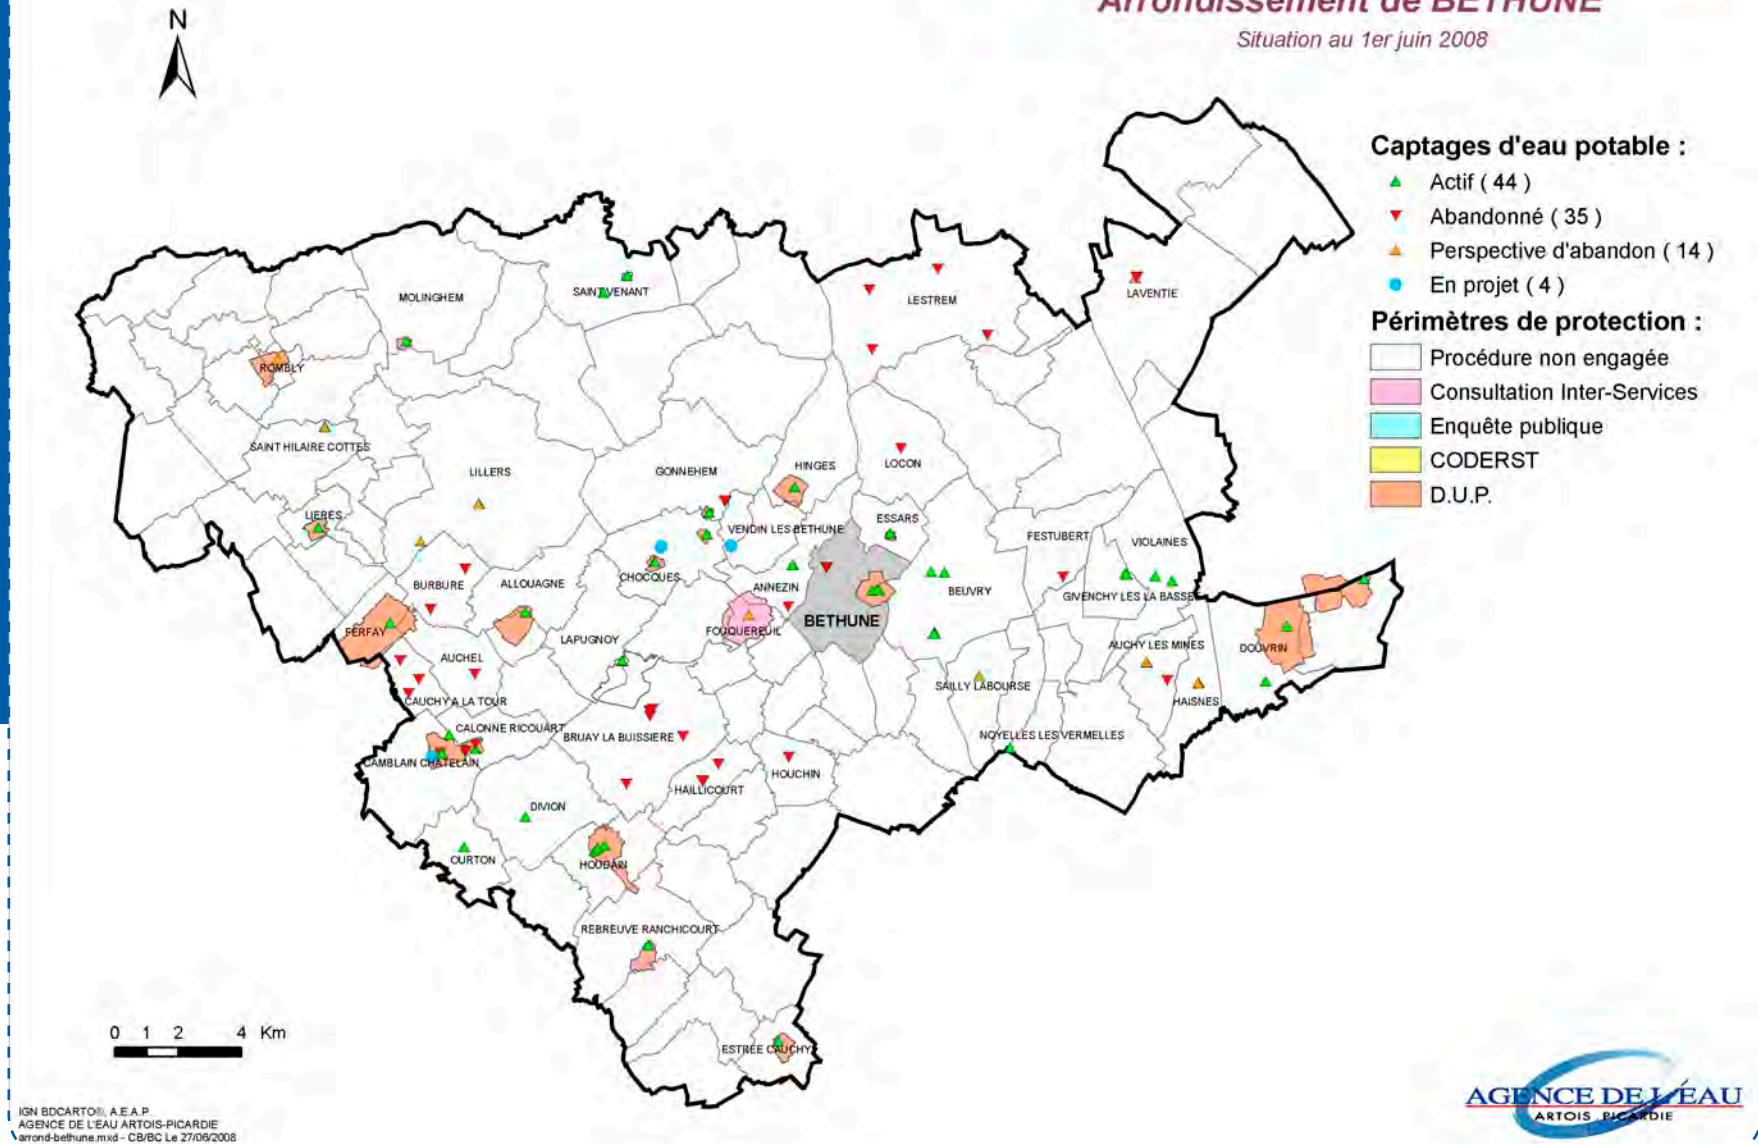 Arrondissement de BETHUNE
Situation au 1er juin 2008
N
Captages d'eau potable :
Actif ( 44 )
Abandonné ( 35 )
Perspective d'abandon ( 14 )
En projet ( 4 )
Périmètres de protection :
Procédure non engagée
Consultation Inter-Services
Enquête publique
CODERST
D.U.P.
MOLINGHEM
SAINT VENANT
LESTREM
LAVENTIE
ROMBLY
SAINT HILAIRE COTTES
LILLERS
GONNEHEM
HINGES
LOCON
LIERES
VENDIN LES BETHUNE
ESSARS
FESTUBERT
VIOLAINES
BURBURE
ALLOUAGNE
CHOCQUES
ANNEZIN
BEUVRY
GIVENCHY LES LA BASSEE
FERFAY
LAPUGNOY
FOUQUEREUIL
BETHUNE
AUCHY LES MINES
DOUVRIN
AUCHEL
SAILLY LABOURSE
HAISNES
CAUCHY A LA TOUR
CALONNE RICOUART
BRUAY LA BUISSIERE
NOYELLES LES VERMELLES
CAMBLAIN CHATELAIN
HOUCHIN
HAILLICOURT
DIVION
OURTON
HOUDAIN
REBREUVE RANCHICOURT
ESTREE CAUCHY
0 1 2 4 Km
IGN BDCARTO®, A.E.A.P.
AGENCE DE L'EAU ARTOIS-PICARDIE
arrond-bethune.mxd - CB/BC Le 27/06/2008
AGENCE DE L'ÉAU
ARTOIS PICARDIE